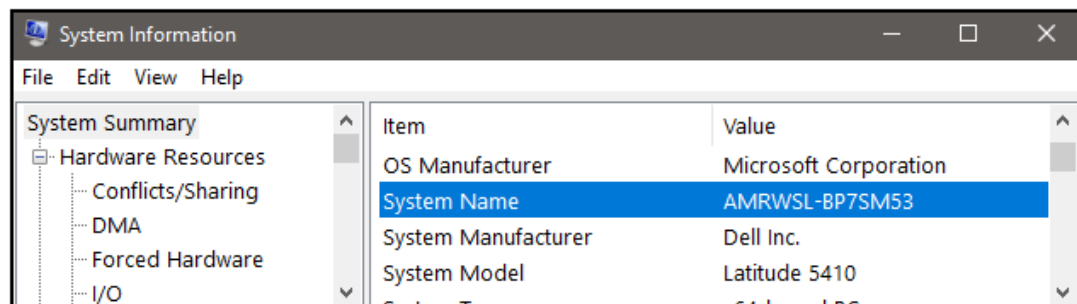 System Information
File Edit View Help
System Summary
Hardware Resources
Conflicts/Sharing
DMA
Forced Hardware
I/O
Item Value
OS Manufacturer Microsoft Corporation
System Name AMRWSL-BP7SM53
System Manufacturer Dell Inc.
System Model Latitude 5410